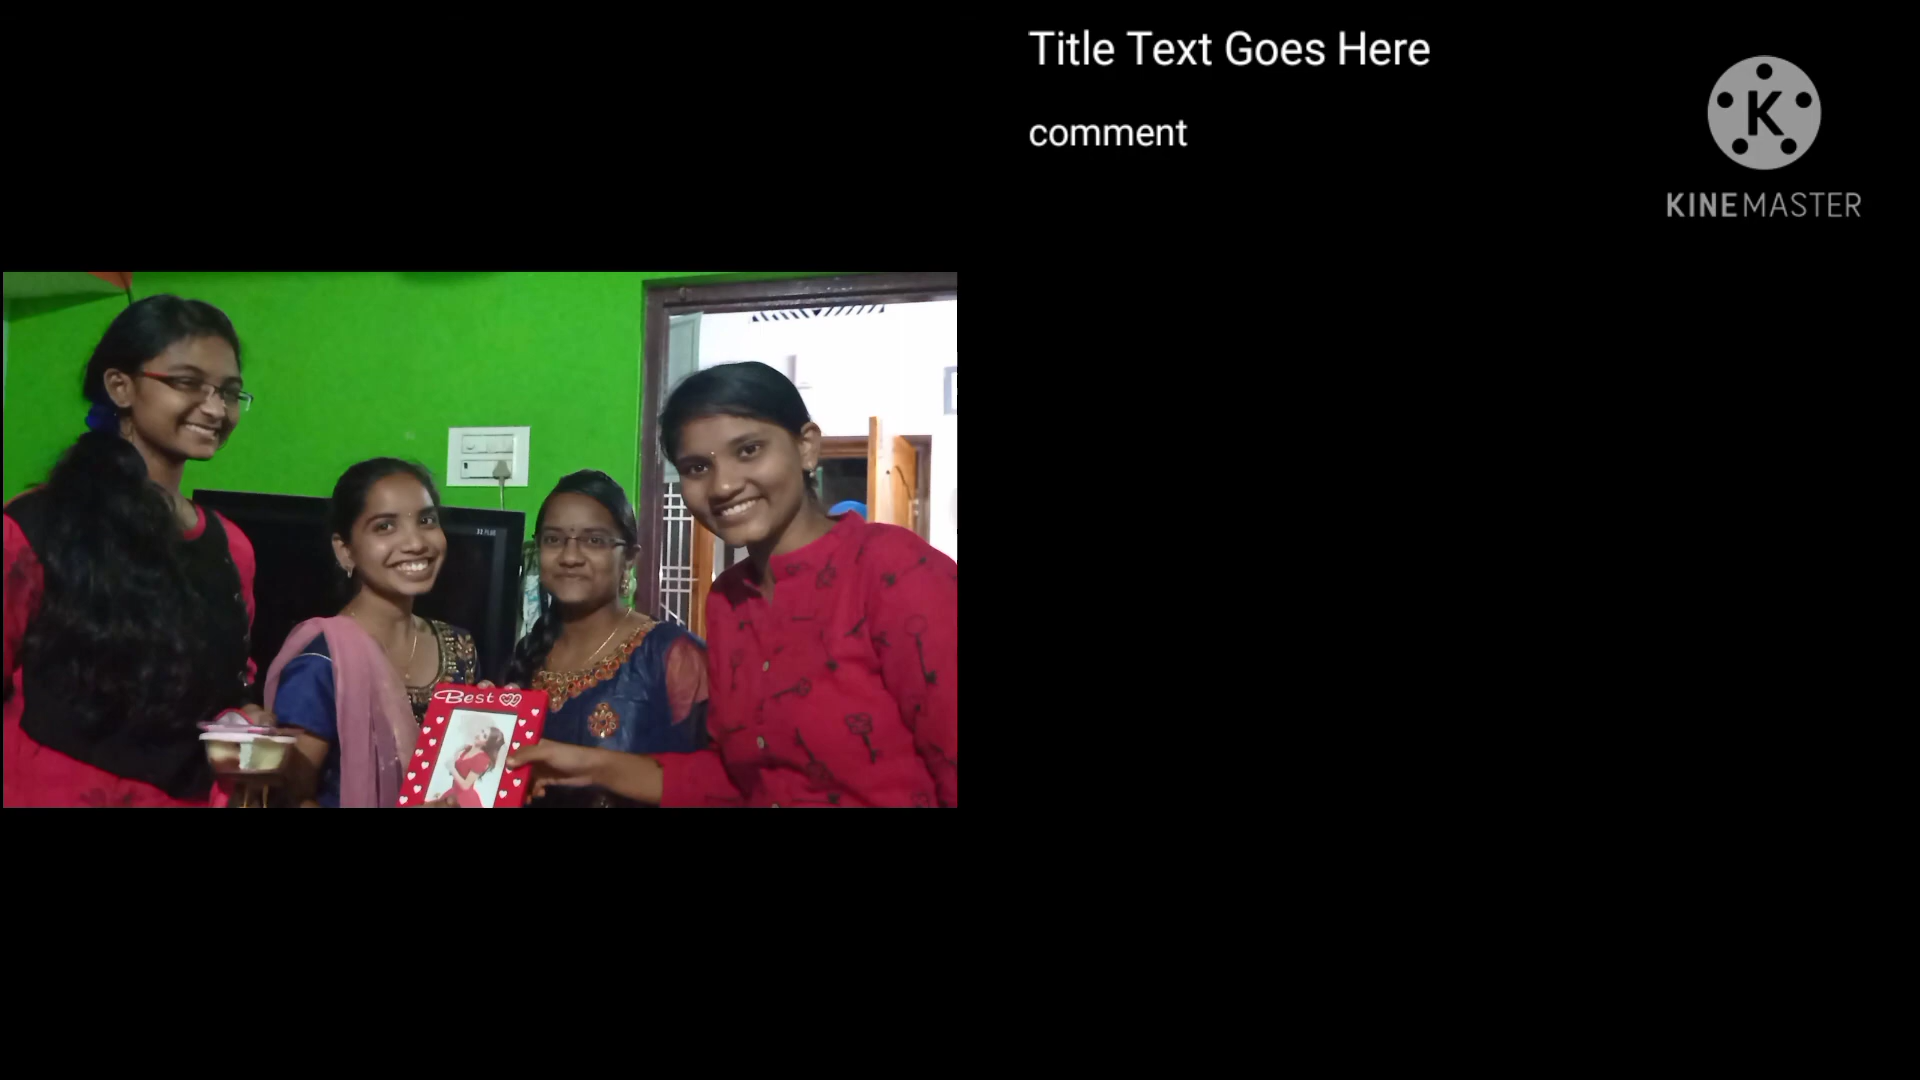 Title Text Goes Here
comment
K
KINEMASTER
Best